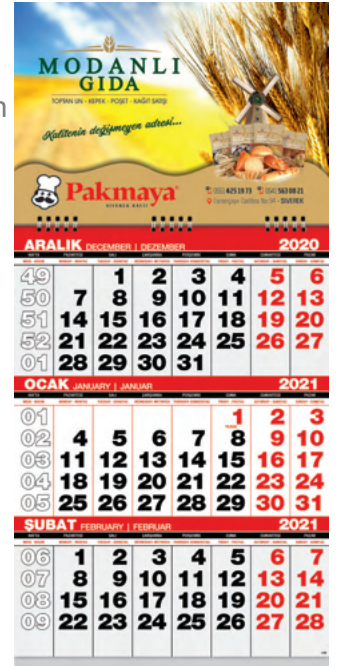 MODANLI
GIDA
TOPTAN UN - KEPEK - POŞET - KAĞIT SATIŞI
Kalitenin değişmeyen adresi...
Pakmaya
SİVEREK BAYİİ
- SİVEREK
ARALIK DECEMBER | DEZEMBER 2020
49 1 2 3 4 5 6
50 7 8 9 10 11 12 13
51 14 15 16 17 18 19 20
52 21 22 23 24 25 26 27
01 28 29 30 31
OCAK JANUARY | JANUAR 2021
01 1 2 3
02 4 5 6 7 8 9 10
03 11 12 13 14 15 16 17
04 18 19 20 21 22 23 24
05 25 26 27 28 29 30 31
ŞUBAT FEBRUARY | FEBRUAR 2021
06 1 2 3 4 5 6 7
07 8 9 10 11 12 13 14
08 15 16 17 18 19 20 21
09 22 23 24 25 26 27 28